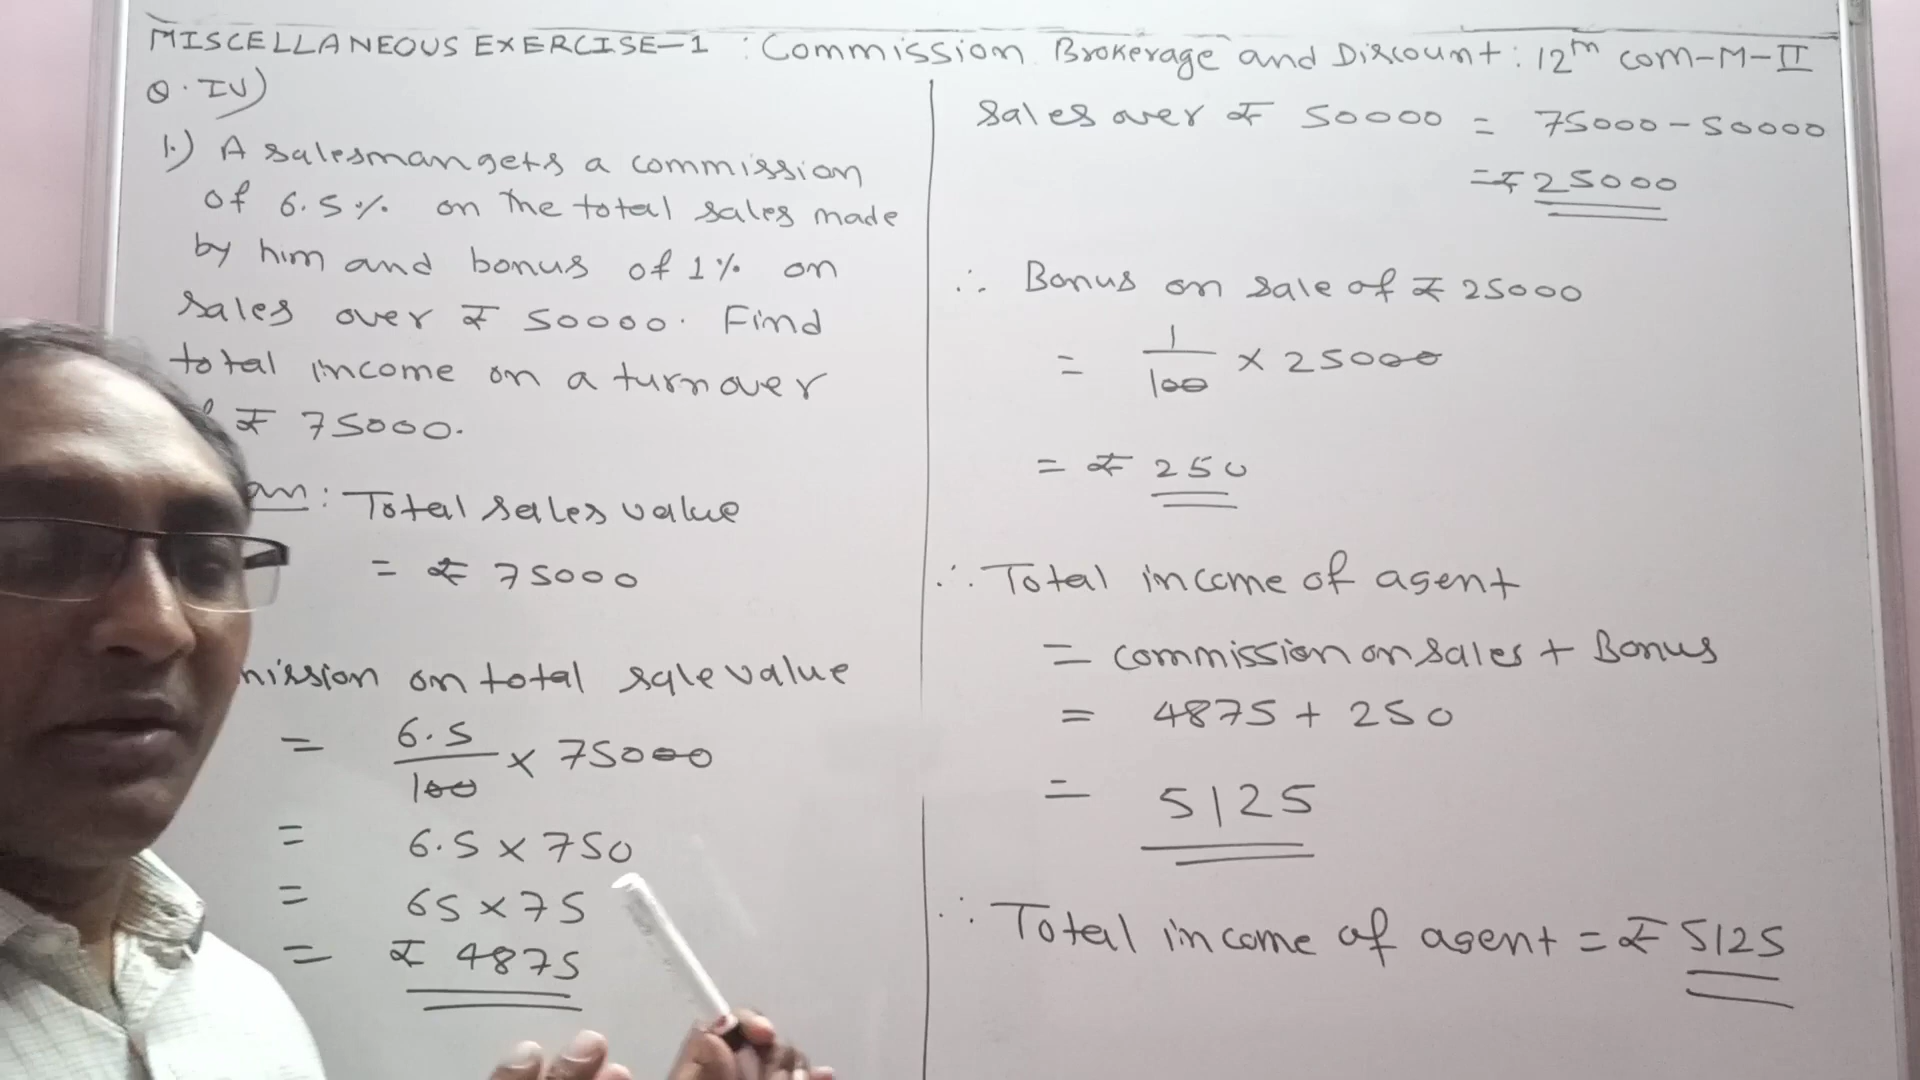 MISCELLANEOUS EXERCISE-1 : Commission Brokerage and Discount : 12th com-M-II
Q. IV)
1.) A salesman gets a commission
of 6.5% on the total sales made
by him and bonus of 1% on
sales over ₹ 50000. Find
total income on a turnover
₹ 75000.
: Total sales value
= ₹ 75000
on total sale value
= 6.5/100 × 75000
= 6.5 × 750
= 65 × 75
= ₹ 4875
Sales over ₹ 50000 = 75000 - 50000
= ₹ 25000
∴ Bonus on sale of ₹ 25000
= 1/100 × 25000
= ₹ 250
∴ Total income of agent
= commission on sales + Bonus
= 4875 + 250
= 5125
∴ Total income of agent = ₹ 5125